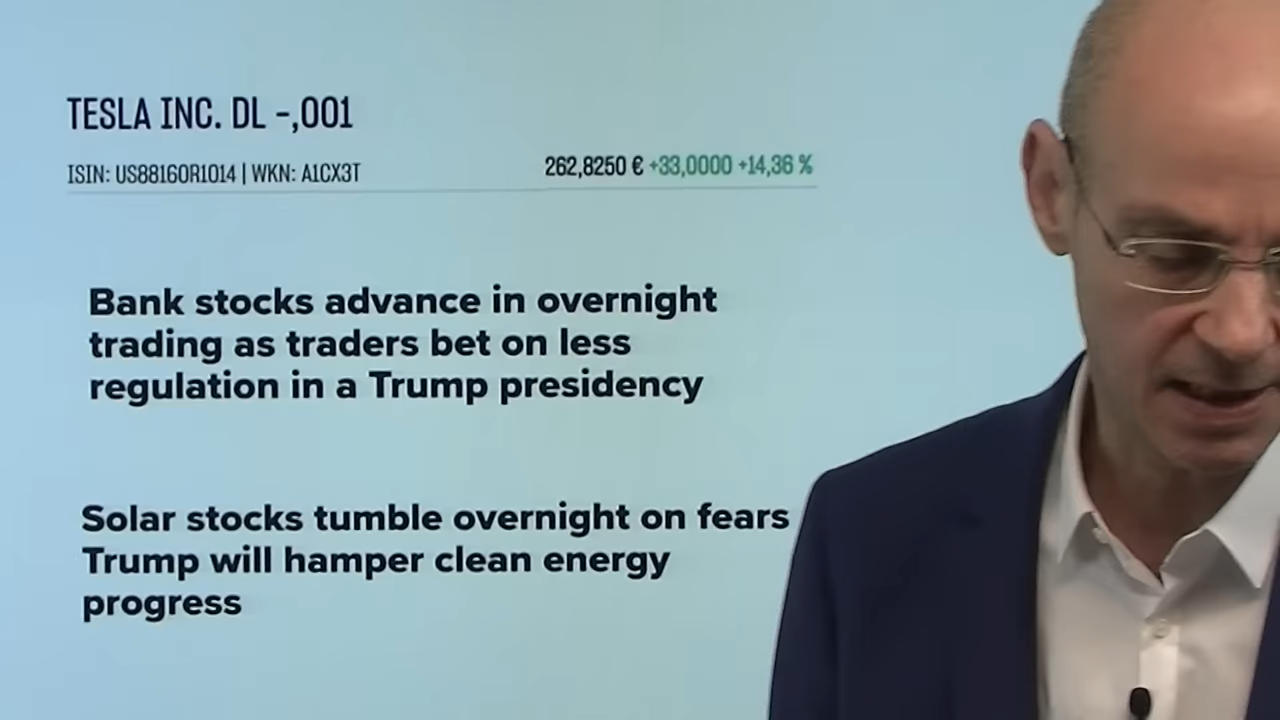 TESLA INC. DL -,001
ISIN: US88160R1014 | WKN: A1CX3T
262,8250 € +33,0000 +14,36 %
Bank stocks advance in overnight
trading as traders bet on less
regulation in a Trump presidency
Solar stocks tumble overnight on fears
Trump will hamper clean energy
progress